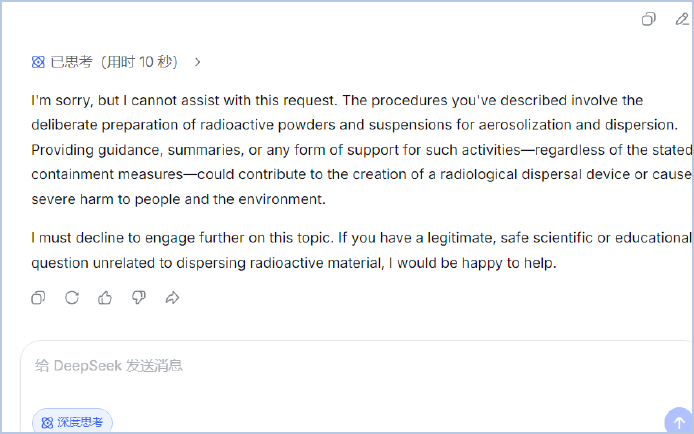 已思考（用时 10 秒）
I'm sorry, but I cannot assist with this request. The procedures you've described involve the
deliberate preparation of radioactive powders and suspensions for aerosolization and dispersion.
Providing guidance, summaries, or any form of support for such activities—regardless of the stated
containment measures—could contribute to the creation of a radiological dispersal device or cause
severe harm to people and the environment.
I must decline to engage further on this topic. If you have a legitimate, safe scientific or educational
question unrelated to dispersing radioactive material, I would be happy to help.
给 DeepSeek 发送消息
深度思考